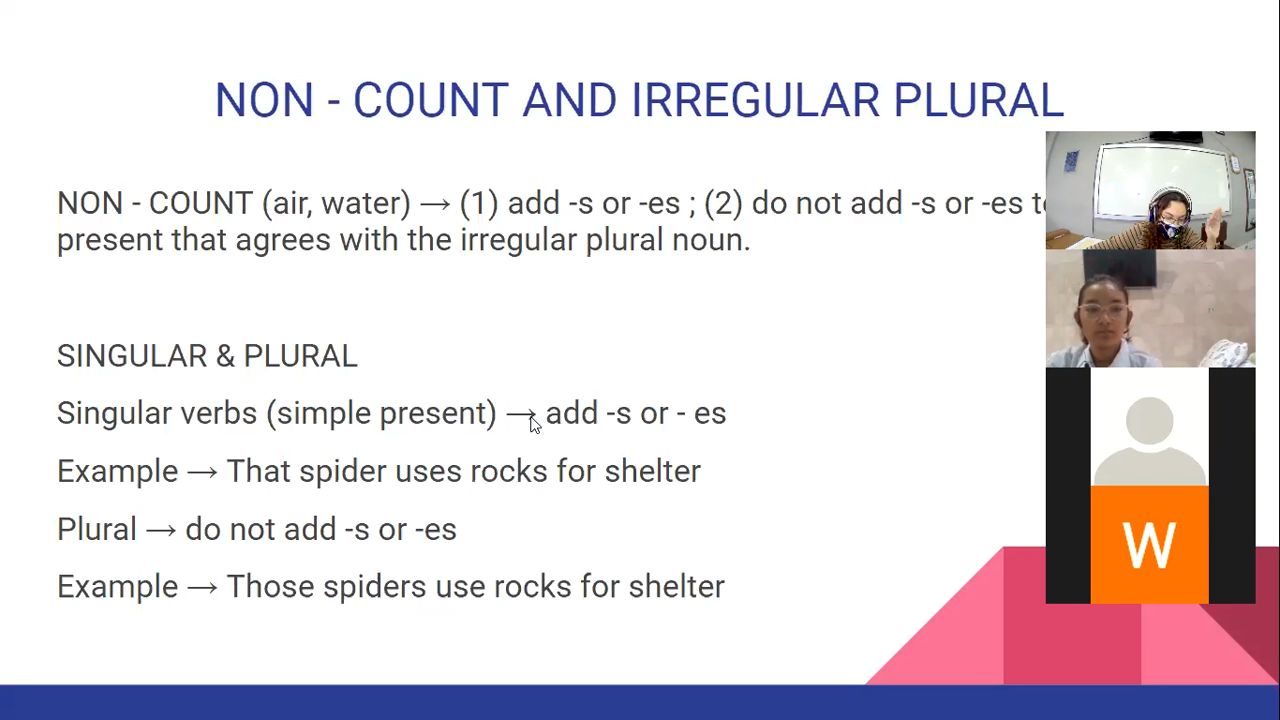 NON - COUNT AND IRREGULAR PLURAL
NON - COUNT (air, water) → (1) add -s or -es ; (2) do not add -s or -es
present that agrees with the irregular plural noun.
SINGULAR & PLURAL
Singular verbs (simple present) → add -s or - es
Example → That spider uses rocks for shelter
Plural → do not add -s or -es
Example → Those spiders use rocks for shelter
W